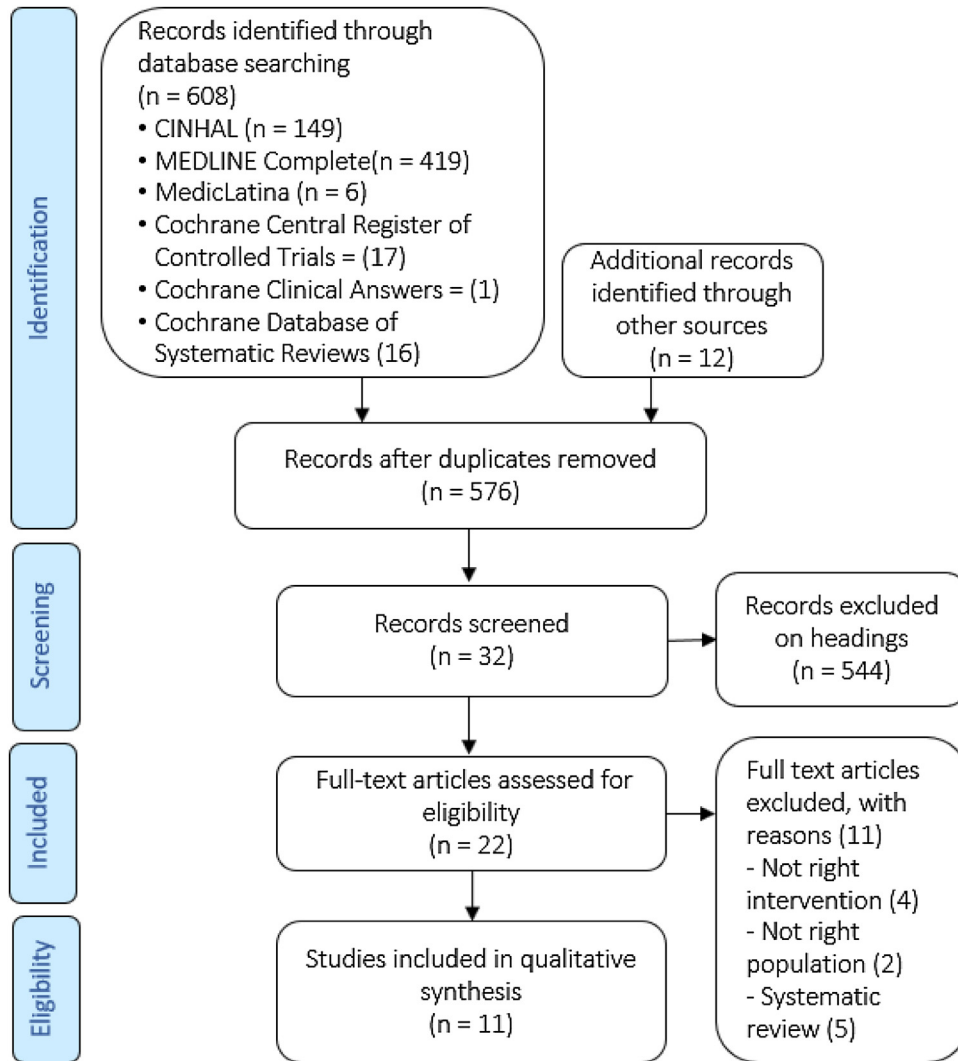 Identification
Records identified through
database searching
(n = 608)
• CINHAL (n = 149)
• MEDLINE Complete(n = 419)
• MedicLatina (n = 6)
• Cochrane Central Register of
Controlled Trials = (17)
• Cochrane Clinical Answers = (1)
• Cochrane Database of
Systematic Reviews (16)
Additional records
identified through
other sources
(n = 12)
Records after duplicates removed
(n = 576)
Screening
Records screened
(n = 32)
Records excluded
on headings
(n = 544)
Included
Full-text articles assessed for
eligibility
(n = 22)
Full text articles
excluded, with
reasons (11)
- Not right
intervention (4)
- Not right
population (2)
- Systematic
review (5)
Eligibility
Studies included in qualitative
synthesis
(n = 11)